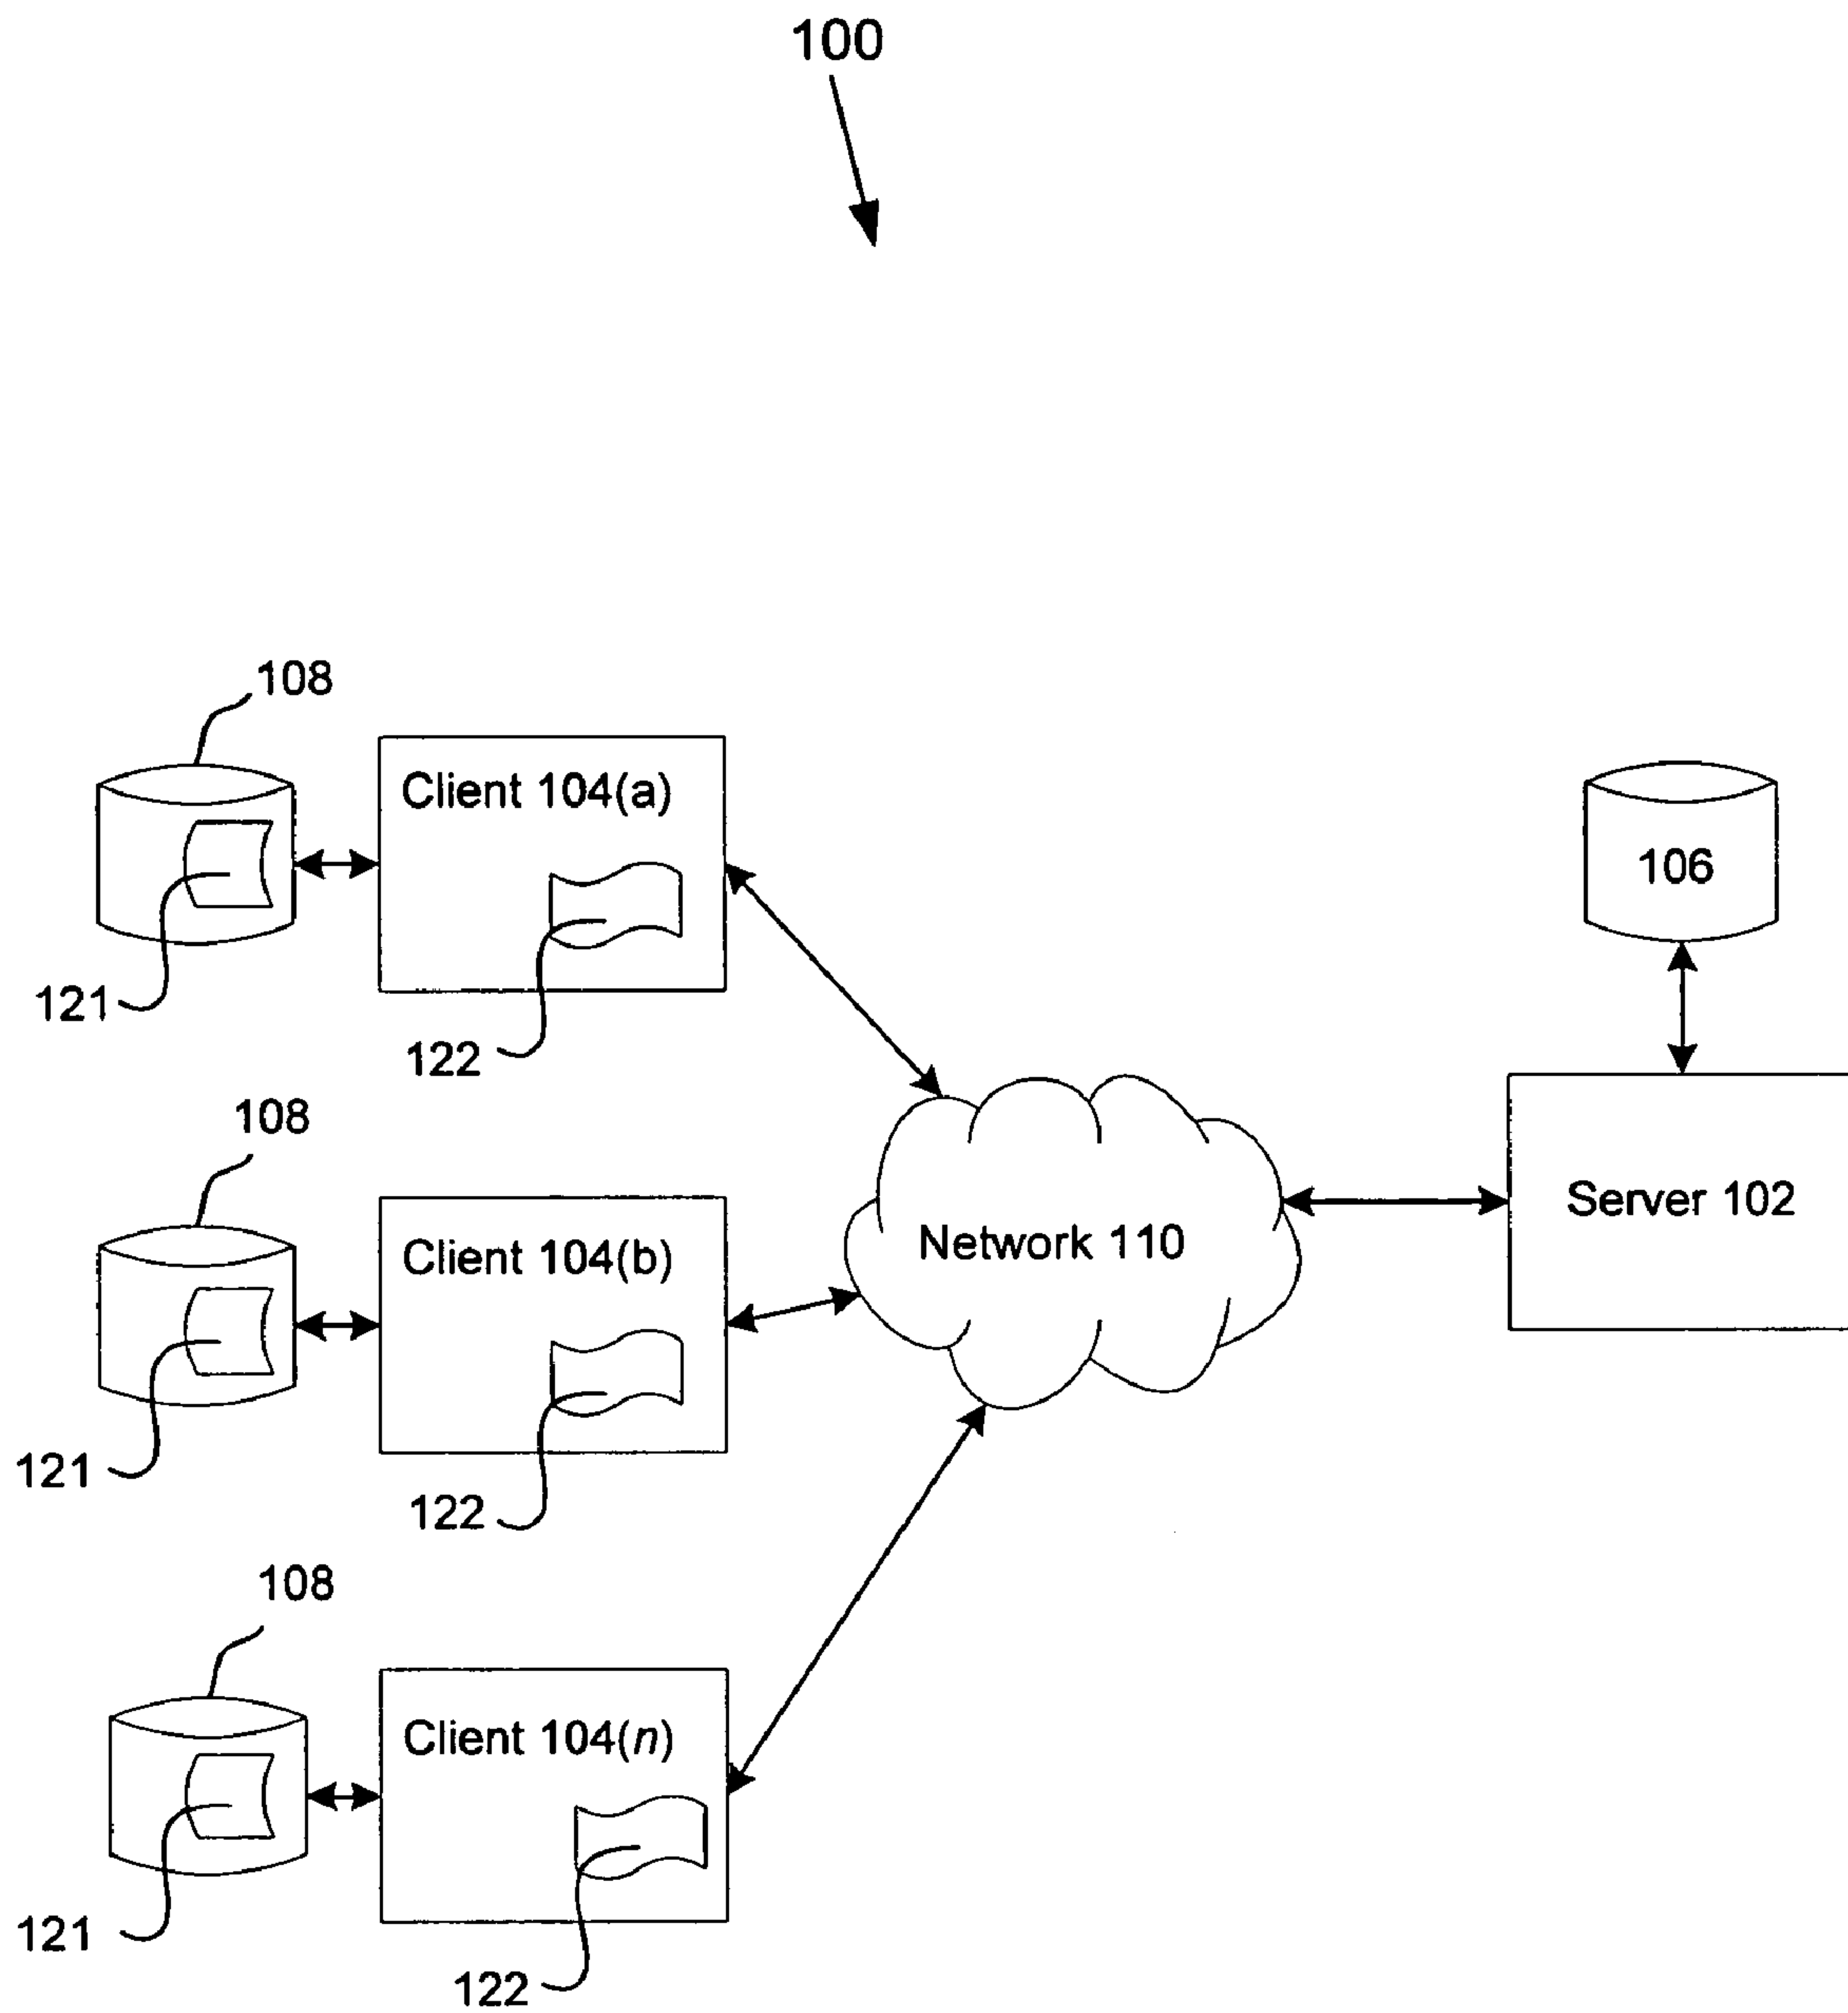 100
108
Client 104(a)
106
121
122
108
Server 102
Network 110
Client 104(b)
121
122
108
Client 104(n)
121
122